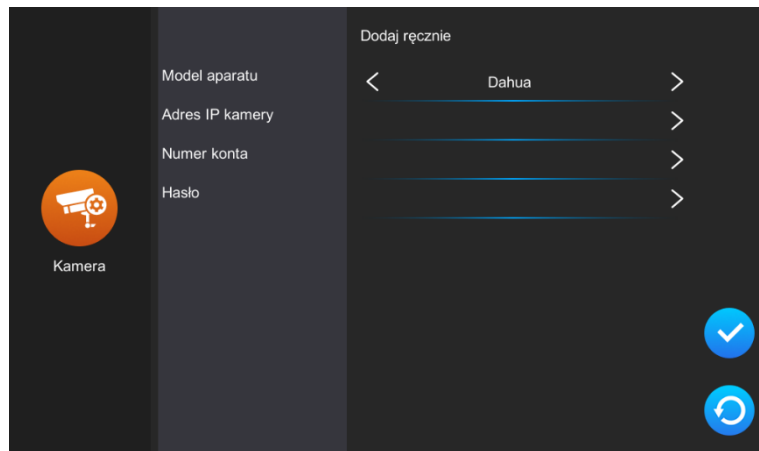 Dodaj ręcznie
Model aparatu
Dahua
Adres IP kamery
Numer konta
Hasło
Kamera